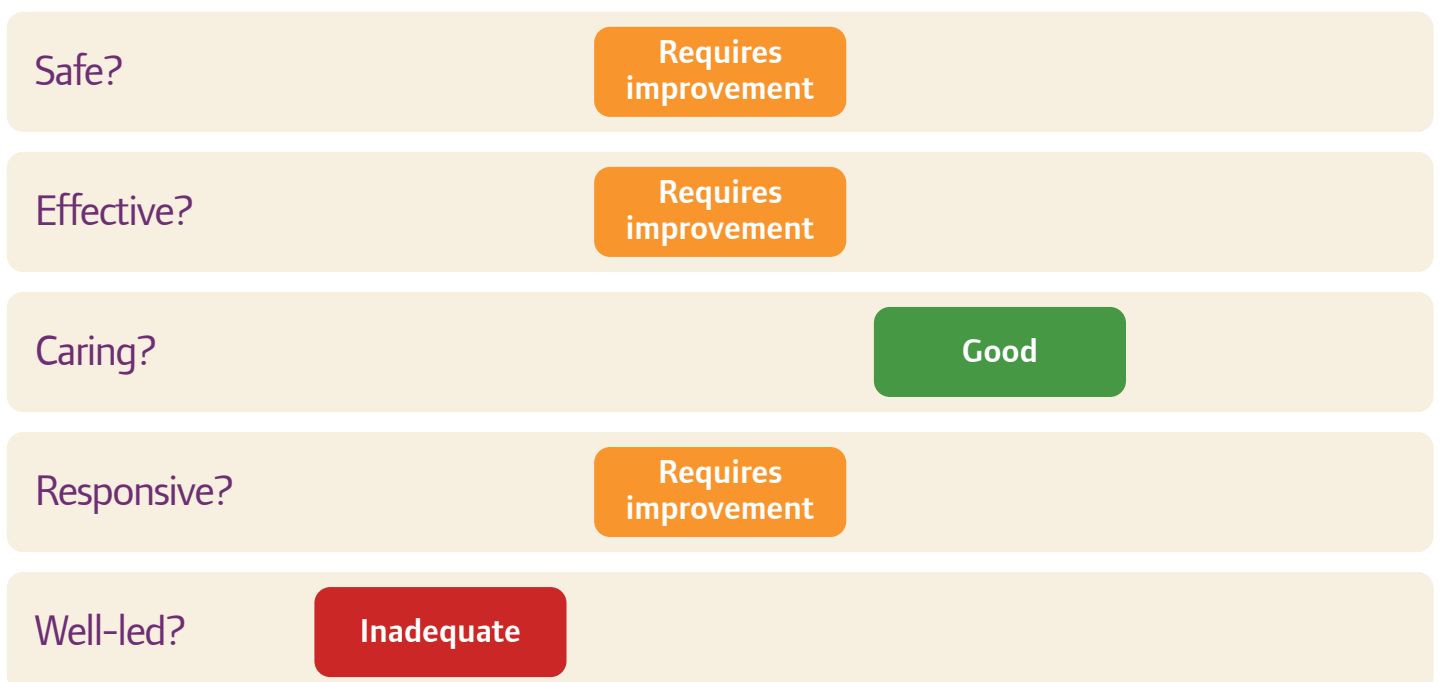 Safe?
Requires
improvement
Effective?
Requires
improvement
Caring?
Good
Responsive?
Requires
improvement
Well-led?
Inadequate